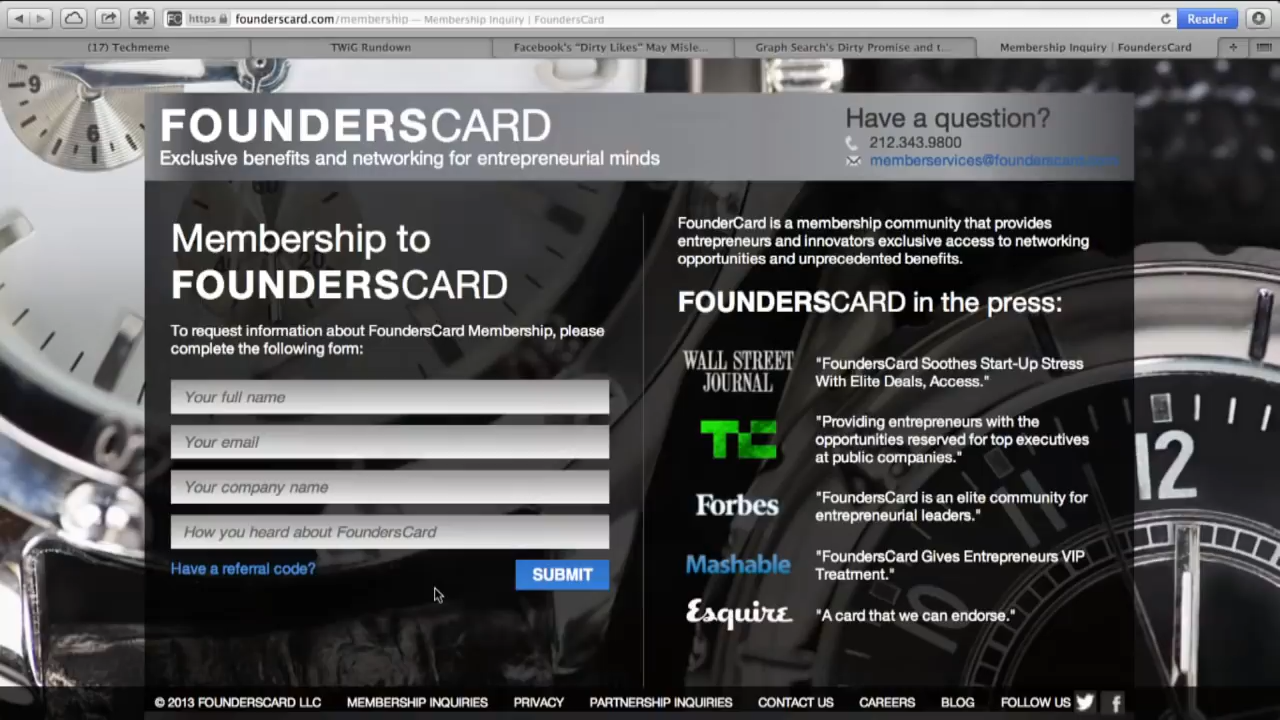 https founderscard.com/membership — Membership Inquiry | FoundersCard
Reader
(17) Techmeme
TWiG Rundown
Facebook's "Dirty Likes" May Misle...
Graph Search's Dirty Promise and t...
Membership Inquiry | FoundersCard
FOUNDERSCARD
Exclusive benefits and networking for entrepreneurial minds
Have a question?
212.343.9800
Membership to
FOUNDERSCARD
To request information about FoundersCard Membership, please
complete the following form:
Your full name
Your email
Your company name
How you heard about FoundersCard
Have a referral code?
SUBMIT
FounderCard is a membership community that provides
entrepreneurs and innovators exclusive access to networking
opportunities and unprecedented benefits.
FOUNDERSCARD in the press:
WALL STREET
JOURNAL
"FoundersCard Soothes Start-Up Stress
With Elite Deals, Access."
TC
"Providing entrepreneurs with the
opportunities reserved for top executives
at public companies."
Forbes
"FoundersCard is an elite community for
entrepreneurial leaders."
Mashable
"FoundersCard Gives Entrepreneurs VIP
Treatment."
Esquire
"A card that we can endorse."
9
6
12
© 2013 FOUNDERSCARD LLC
MEMBERSHIP INQUIRIES
PRIVACY
PARTNERSHIP INQUIRIES
CONTACT US
CAREERS
BLOG
FOLLOW US